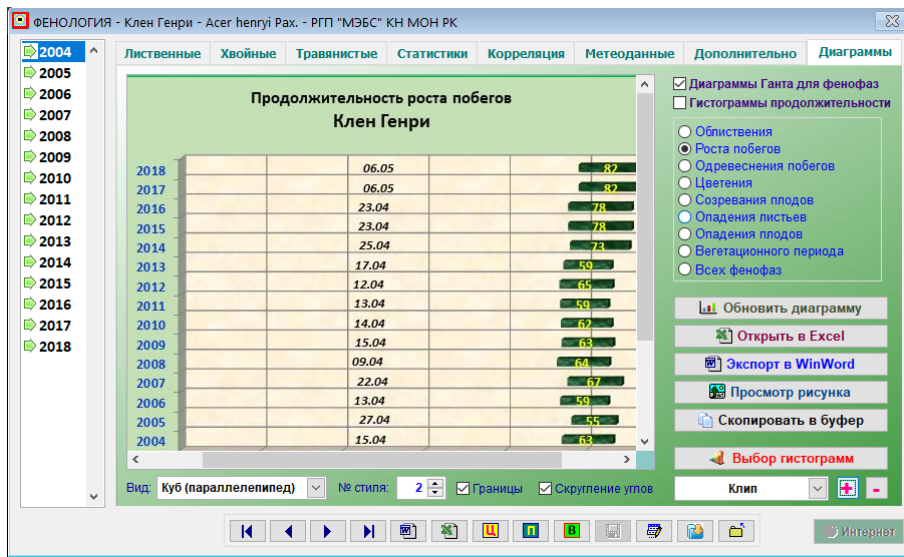 ФЕНОЛОГИЯ - Клен Генри - Acer henryi Pax. - РГП "МЭБС" КН МОН РК
Лиственные Хвойные Травянистые Статистики Корреляция Метеоданные Дополнительно Диаграммы
2004
2005
2006
2007
2008
2009
2010
2011
2012
2013
2014
2015
2016
2017
2018
Продолжительность роста побегов
Клен Генри
2018 06.05 82
2017 06.05 82
2016 23.04 78
2015 23.04 78
2014 25.04 73
2013 17.04 59
2012 12.04 65
2011 13.04 59
2010 14.04 62
2009 15.04 63
2008 09.04 64
2007 22.04 67
2006 13.04 59
2005 27.04 55
2004 15.04 63
Вид: Куб (параллелепипед) № стиля: 2 Границы Скругление углов
Диаграммы Ганта для фенофаз
Гистограммы продолжительности
Облиствения
Роста побегов
Одревеснения побегов
Цветения
Созревания плодов
Опадения листьев
Опадения плодов
Вегетационного периода
Всех фенофаз
Обновить диаграмму
Открыть в Excel
Экспорт в WinWord
Просмотр рисунка
Скопировать в буфер
Выбор гистограмм
Клип + -
Ц П В
Интернет